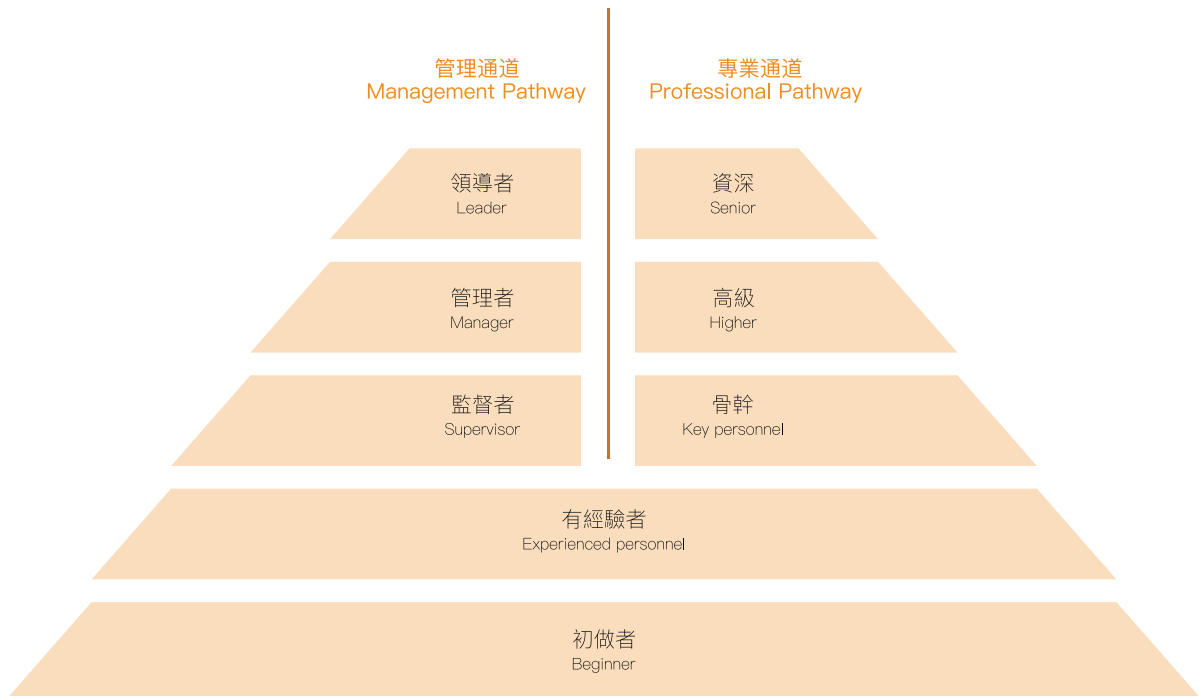 管理通道
Management Pathway
專業通道
Professional Pathway
領導者
Leader
資深
Senior
管理者
Manager
高級
Higher
監督者
Supervisor
骨幹
Key personnel
有經驗者
Experienced personnel
初做者
Beginner